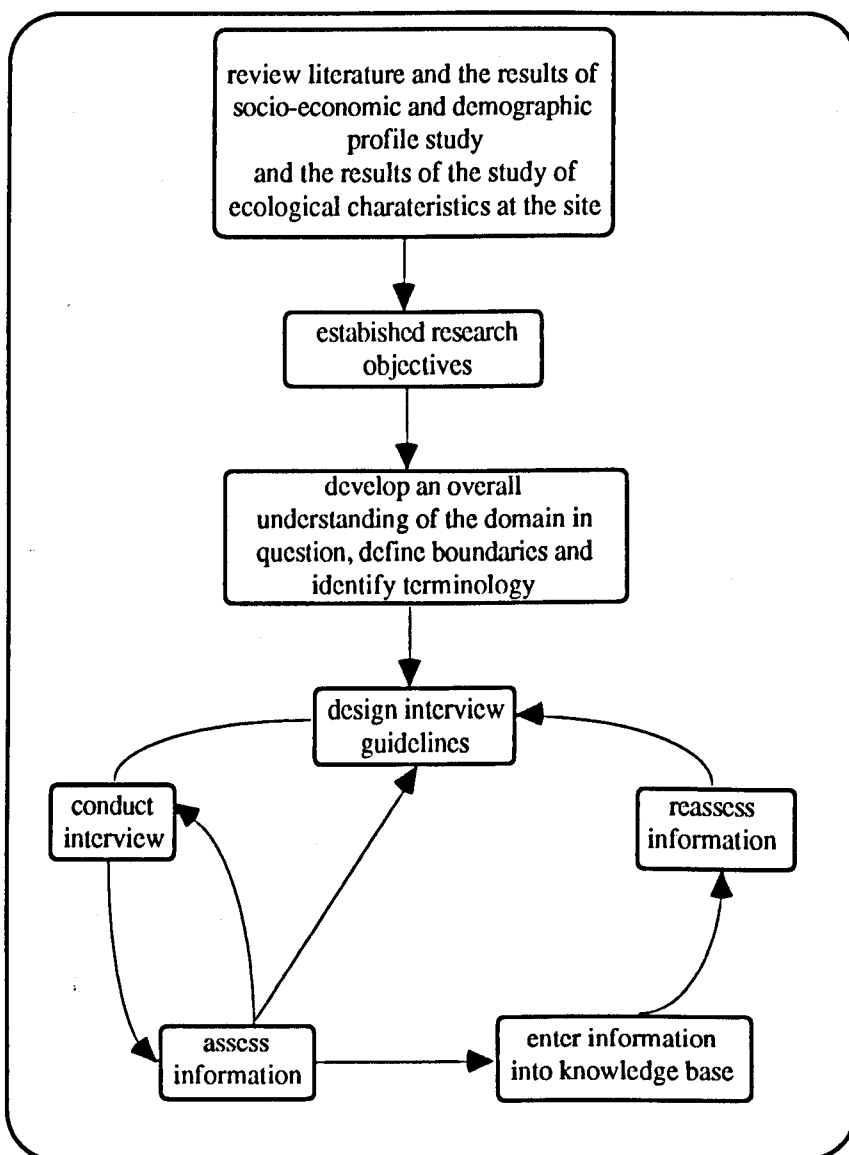 review literature and the results of
socio-economic and demographic
profile study
and the results of the study of
ecological charateristics at the site
estabished research
objectives
develop an overall
understanding of the domain in
question, define boundaries and
identify terminology
design interview
guidelines
conduct
interview
reassess
information
assess
information
enter information
into knowledge base